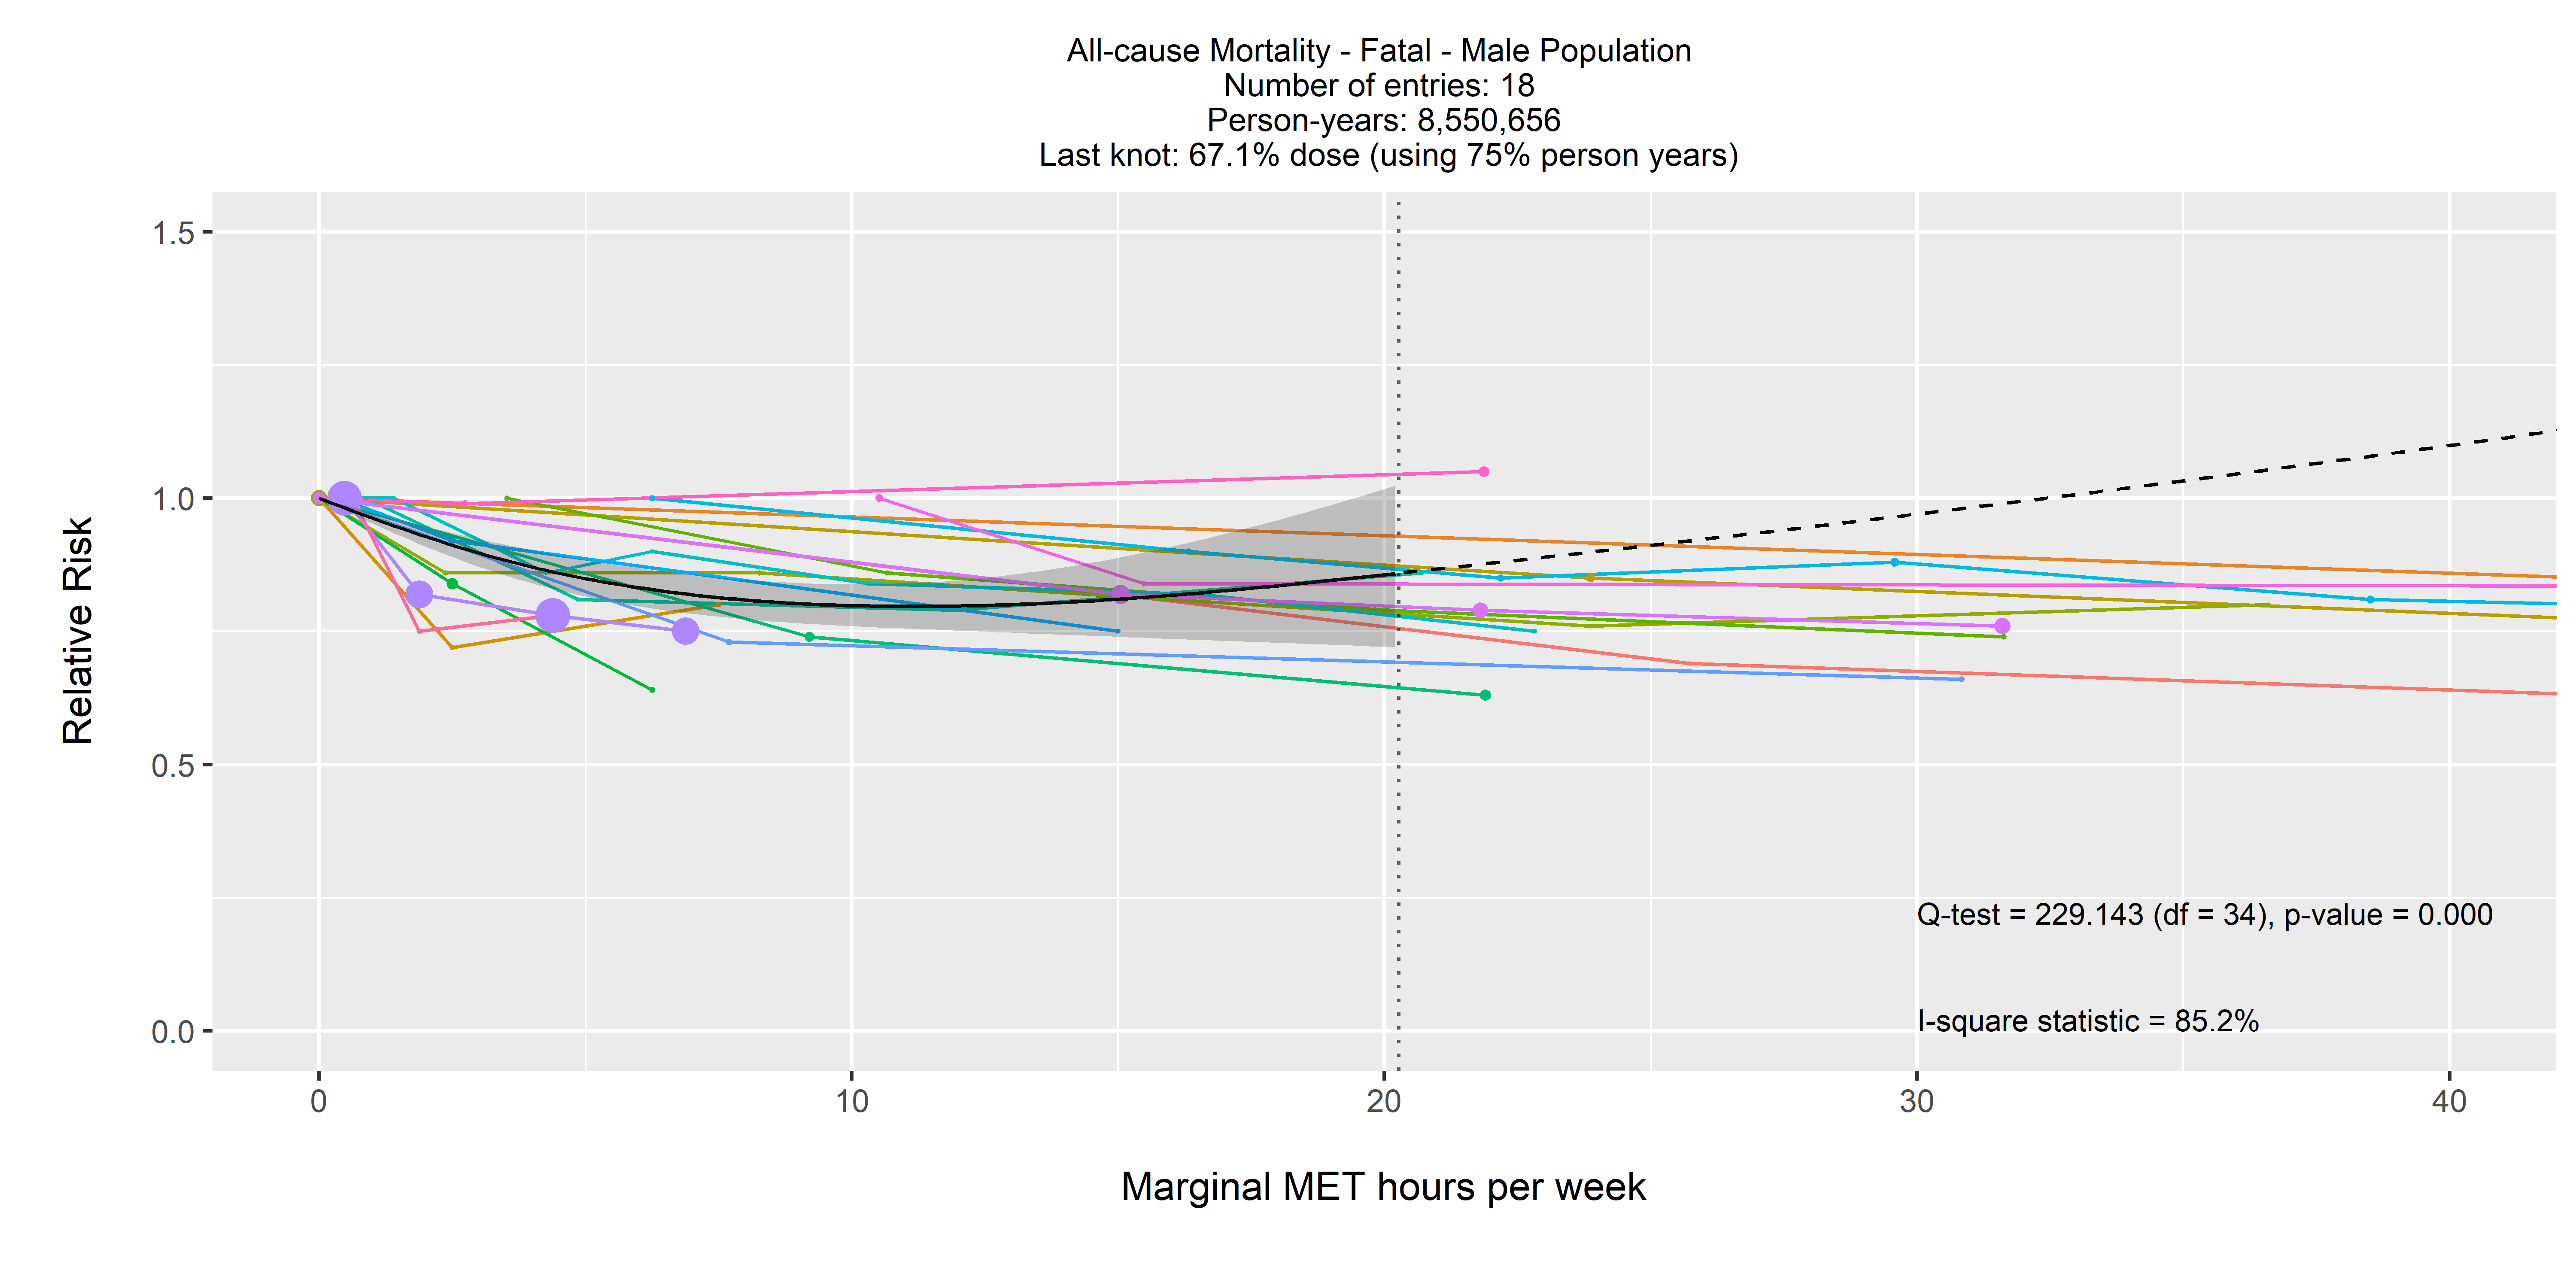 All-cause Mortality - Fatal - Male Population
Number of entries: 18
Person-years: 8,550,656
Last knot: 67.1% dose (using 75% person years)
1.5
1.0
0.5
0.0
Relative Risk
Q-test = 229.143 (df = 34), p-value = 0.000
I-square statistic = 85.2%
0 10 20 30 40
Marginal MET hours per week